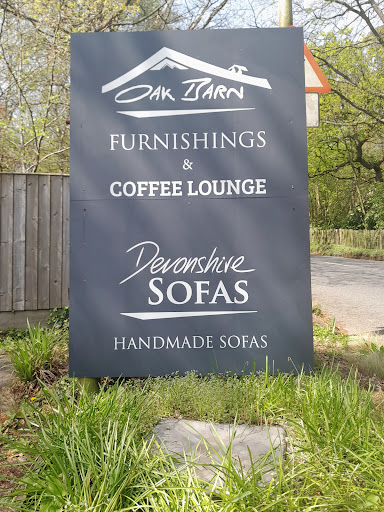 OAK BARN
FURNISHINGS
&
COFFEE LOUNGE
Devonshire
SOFAS
HANDMADE SOFAS